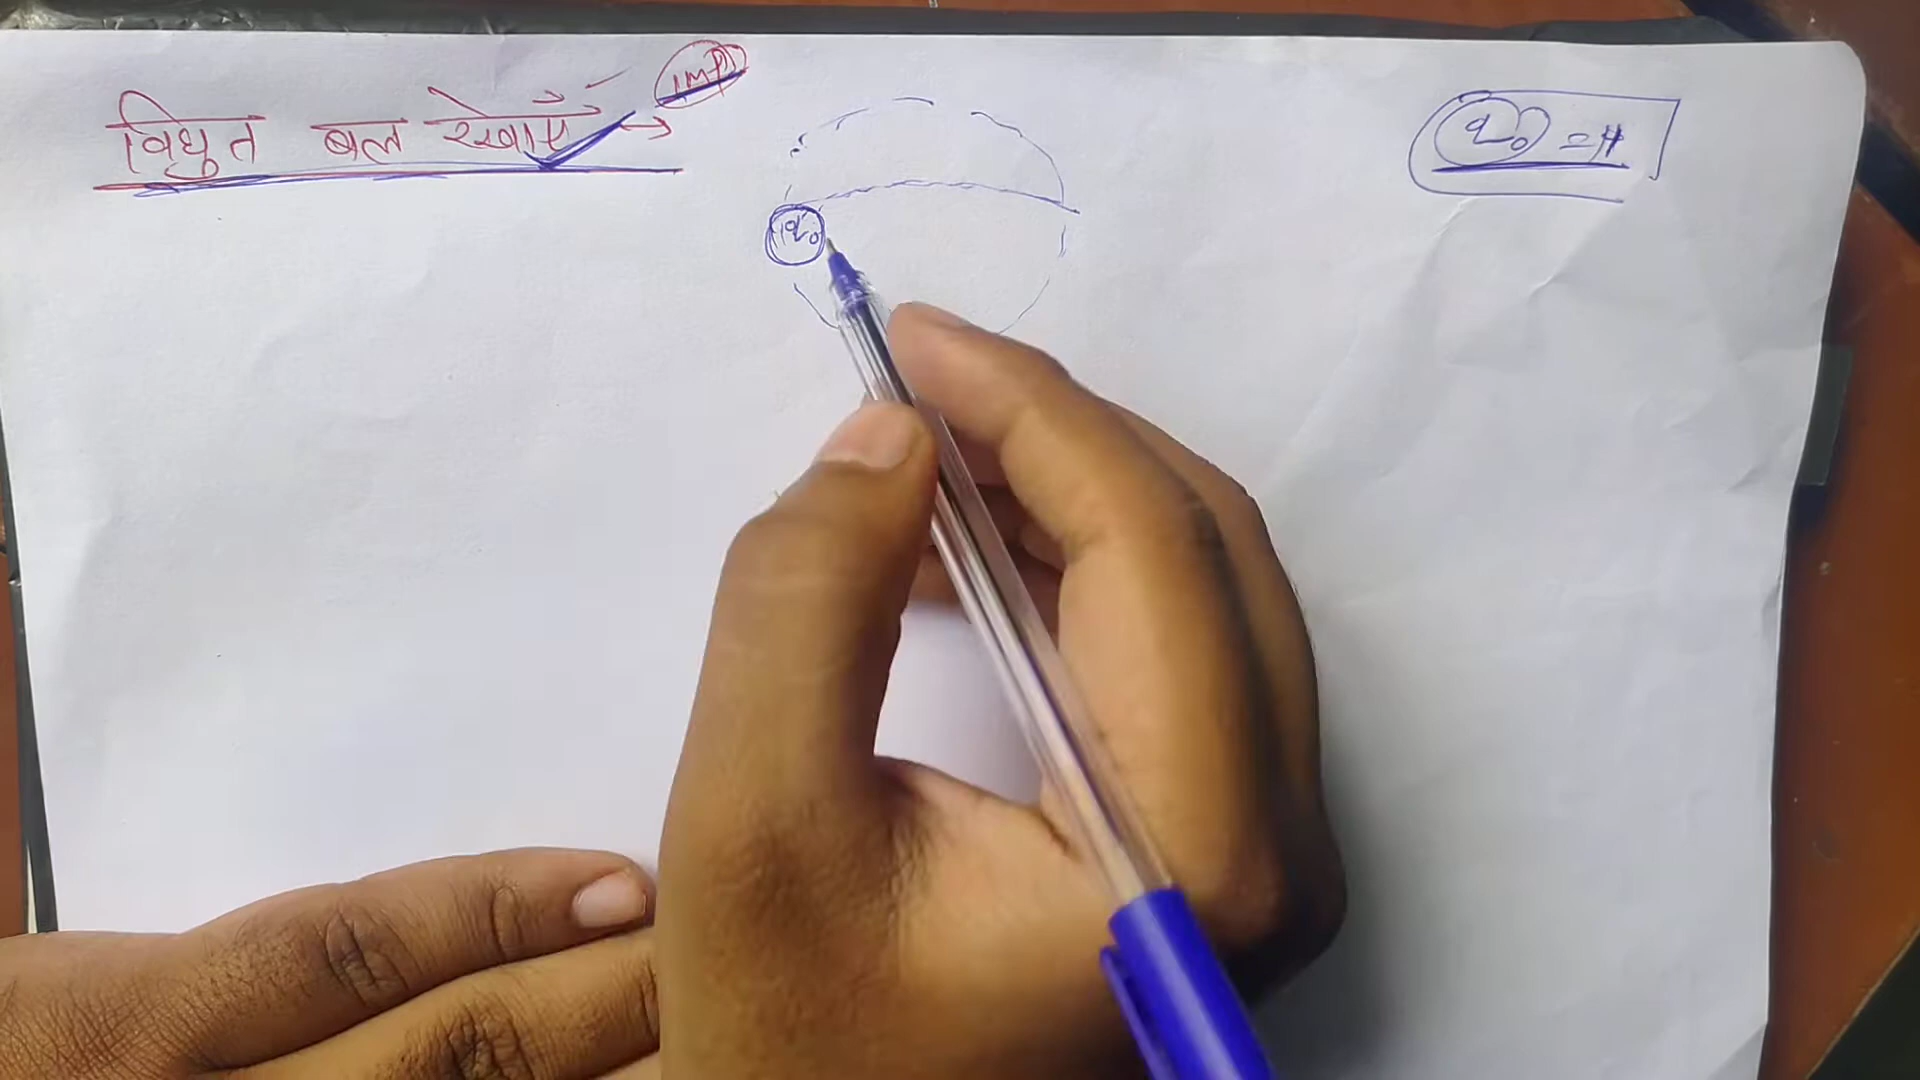 विधुत बल रेखाएँ → Imp
q₀ = +
q₀